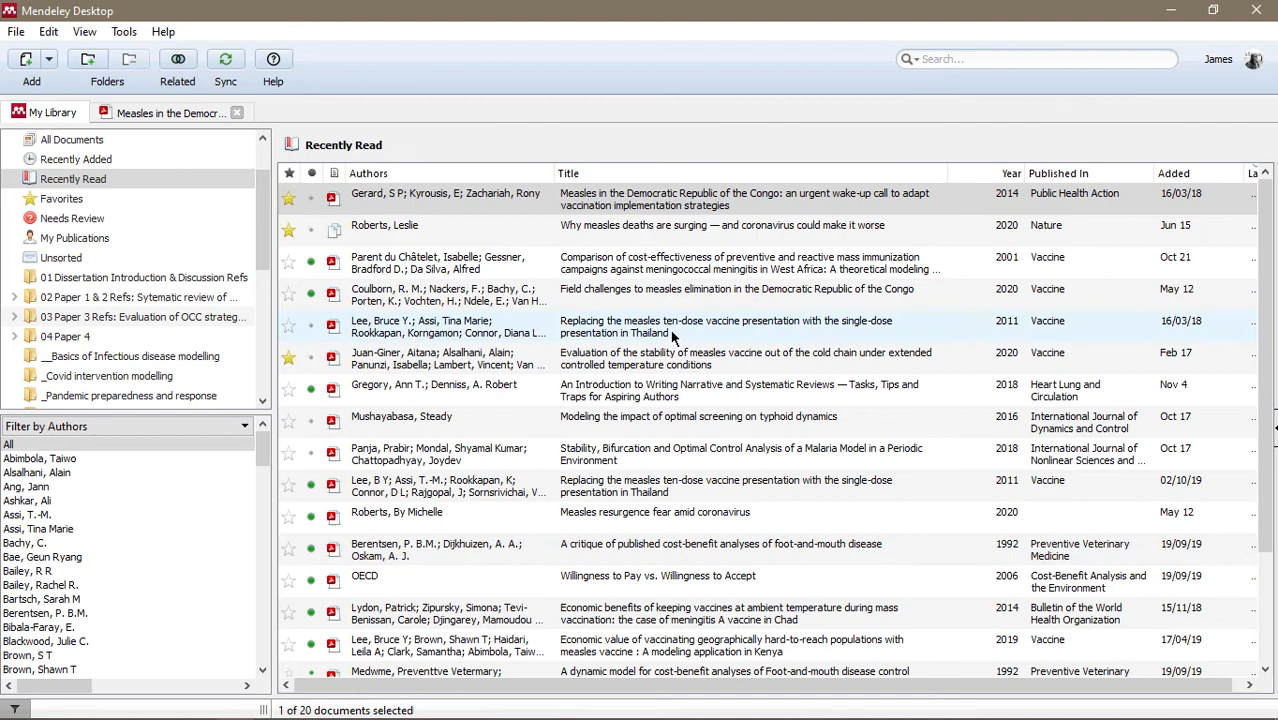 Mendeley Desktop
File Edit View Tools Help
Add Folders Related Sync Help
Search...
James
My Library
Measles in the Democr...
All Documents
Recently Added
Recently Read
Favorites
Needs Review
My Publications
Unsorted
01 Dissertation Introduction & Discussion Refs
02 Paper 1 & 2 Refs: Sytematic review of ...
03 Paper 3 Refs: Evaluation of OCC strateg...
04 Paper 4
__Basics of Infectious disease modelling
_Covid intervention modelling
_Pandemic preparedness and response
Filter by Authors
All
Abimbola, Taiwo
Alsalhani, Alain
Ang, Jann
Ashkar, Ali
Assi, T. -M.
Assi, Tina Marie
Bachy, C.
Bae, Geun Ryang
Bailey, R R
Bailey, Rachel R.
Bartsch, Sarah M
Berentsen, P. B.M.
Bibala-Faray, E.
Blackwood, Julie C.
Brown, S T
Brown, Shawn T
Recently Read
Authors Title Year Published In Added La
Gerard, S P; Kyrousis, E; Zachariah, Rony
Measles in the Democratic Republic of the Congo: an urgent wake-up call to adapt
vaccination implementation strategies
2014 Public Health Action 16/03/18 ..
Roberts, Leslie
Why measles deaths are surging — and coronavirus could make it worse
2020 Nature Jun 15 ..
Parent du Châtelet, Isabelle; Gessner,
Bradford D.; Da Silva, Alfred
Comparison of cost-effectiveness of preventive and reactive mass immunization
campaigns against meningococcal meningitis in West Africa: A theoretical modeling ...
2001 Vaccine Oct 21 ..
Coulborn, R. M.; Nackers, F.; Bachy, C.;
Porten, K.; Vochten, H.; Ndele, E.; Van H...
Field challenges to measles elimination in the Democratic Republic of the Congo
2020 Vaccine May 12 ..
Lee, Bruce Y.; Assi, Tina Marie;
Rookkapan, Korngamon; Connor, Diana L...
Replacing the measles ten-dose vaccine presentation with the single-dose
presentation in Thailand
2011 Vaccine 16/03/18 ..
Juan-Giner, Aitana; Alsalhani, Alain;
Panunzi, Isabella; Lambert, Vincent; Van ...
Evaluation of the stability of measles vaccine out of the cold chain under extended
controlled temperature conditions
2020 Vaccine Feb 17 ..
Gregory, Ann T.; Denniss, A. Robert
An Introduction to Writing Narrative and Systematic Reviews — Tasks, Tips and
Traps for Aspiring Authors
2018 Heart Lung and
Circulation
Nov 4 ..
Mushayabasa, Steady
Modeling the impact of optimal screening on typhoid dynamics
2016 International Journal of
Dynamics and Control
Oct 17 ..
Panja, Prabir; Mondal, Shyamal Kumar;
Chattopadhyay, Joydev
Stability, Bifurcation and Optimal Control Analysis of a Malaria Model in a Periodic
Environment
2018 International Journal of
Nonlinear Sciences and ...
Oct 17 ..
Lee, B Y; Assi, T.-M.; Rookkapan, K;
Connor, D L; Rajgopal, J; Sornsrivichai, V...
Replacing the measles ten-dose vaccine presentation with the single-dose
presentation in Thailand
2011 Vaccine 02/10/19 ..
Roberts, By Michelle
Measles resurgence fear amid coronavirus
2020 May 12 ..
Berentsen, P. B.M.; Dijkhuizen, A. A.;
Oskam, A. J.
A critique of published cost-benefit analyses of foot-and-mouth disease
1992 Preventive Veterinary
Medicine
19/09/19 ..
OECD
Willingness to Pay vs. Willingness to Accept
2006 Cost-Benefit Analysis and
the Environment
19/09/19 ..
Lydon, Patrick; Zipursky, Simona; Tevi-
Benissan, Carole; Djingarey, Mamoudou ...
Economic benefits of keeping vaccines at ambient temperature during mass
vaccination: the case of meningitis A vaccine in Chad
2014 Bulletin of the World
Health Organization
15/11/18 ..
Lee, Bruce Y; Brown, Shawn T; Haidari,
Leila A; Clark, Samantha; Abimbola, Tai...
Economic value of vaccinating geographically hard-to-reach populations with
measles vaccine : A modeling application in Kenya
2019 Vaccine 17/04/19 ..
Medwme, Preventtve Vetermary;
A dynamic model for cost-benefit analyses of Foot-and-mouth disease control
1992 Preventive Veterinary 19/09/19 ..
1 of 20 documents selected